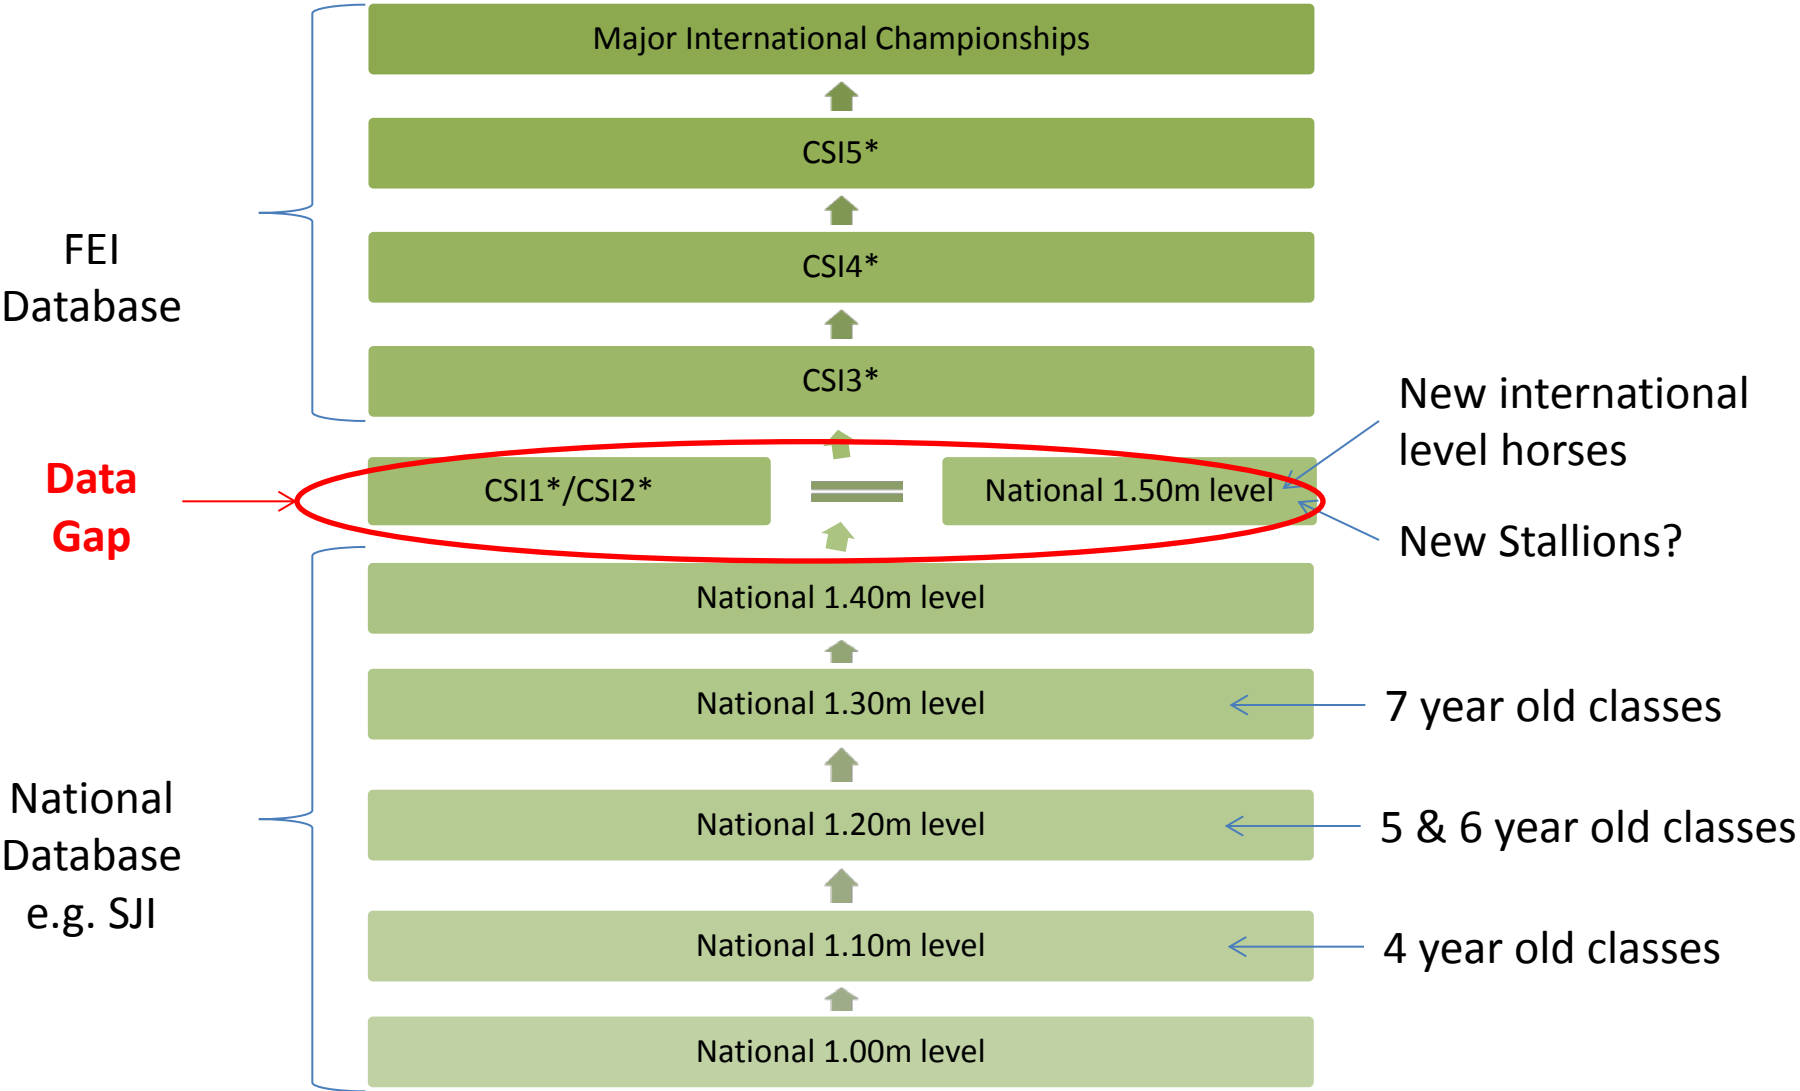 Major International Championships
CSI5*
CSI4*
CSI3*
FEI
Database
New international
level horses
Data
Gap
CSI1*/CSI2*
National 1.50m level
New Stallions?
National 1.40m level
National 1.30m level
7 year old classes
National
Database
e.g. SJI
National 1.20m level
5 & 6 year old classes
National 1.10m level
4 year old classes
National 1.00m level